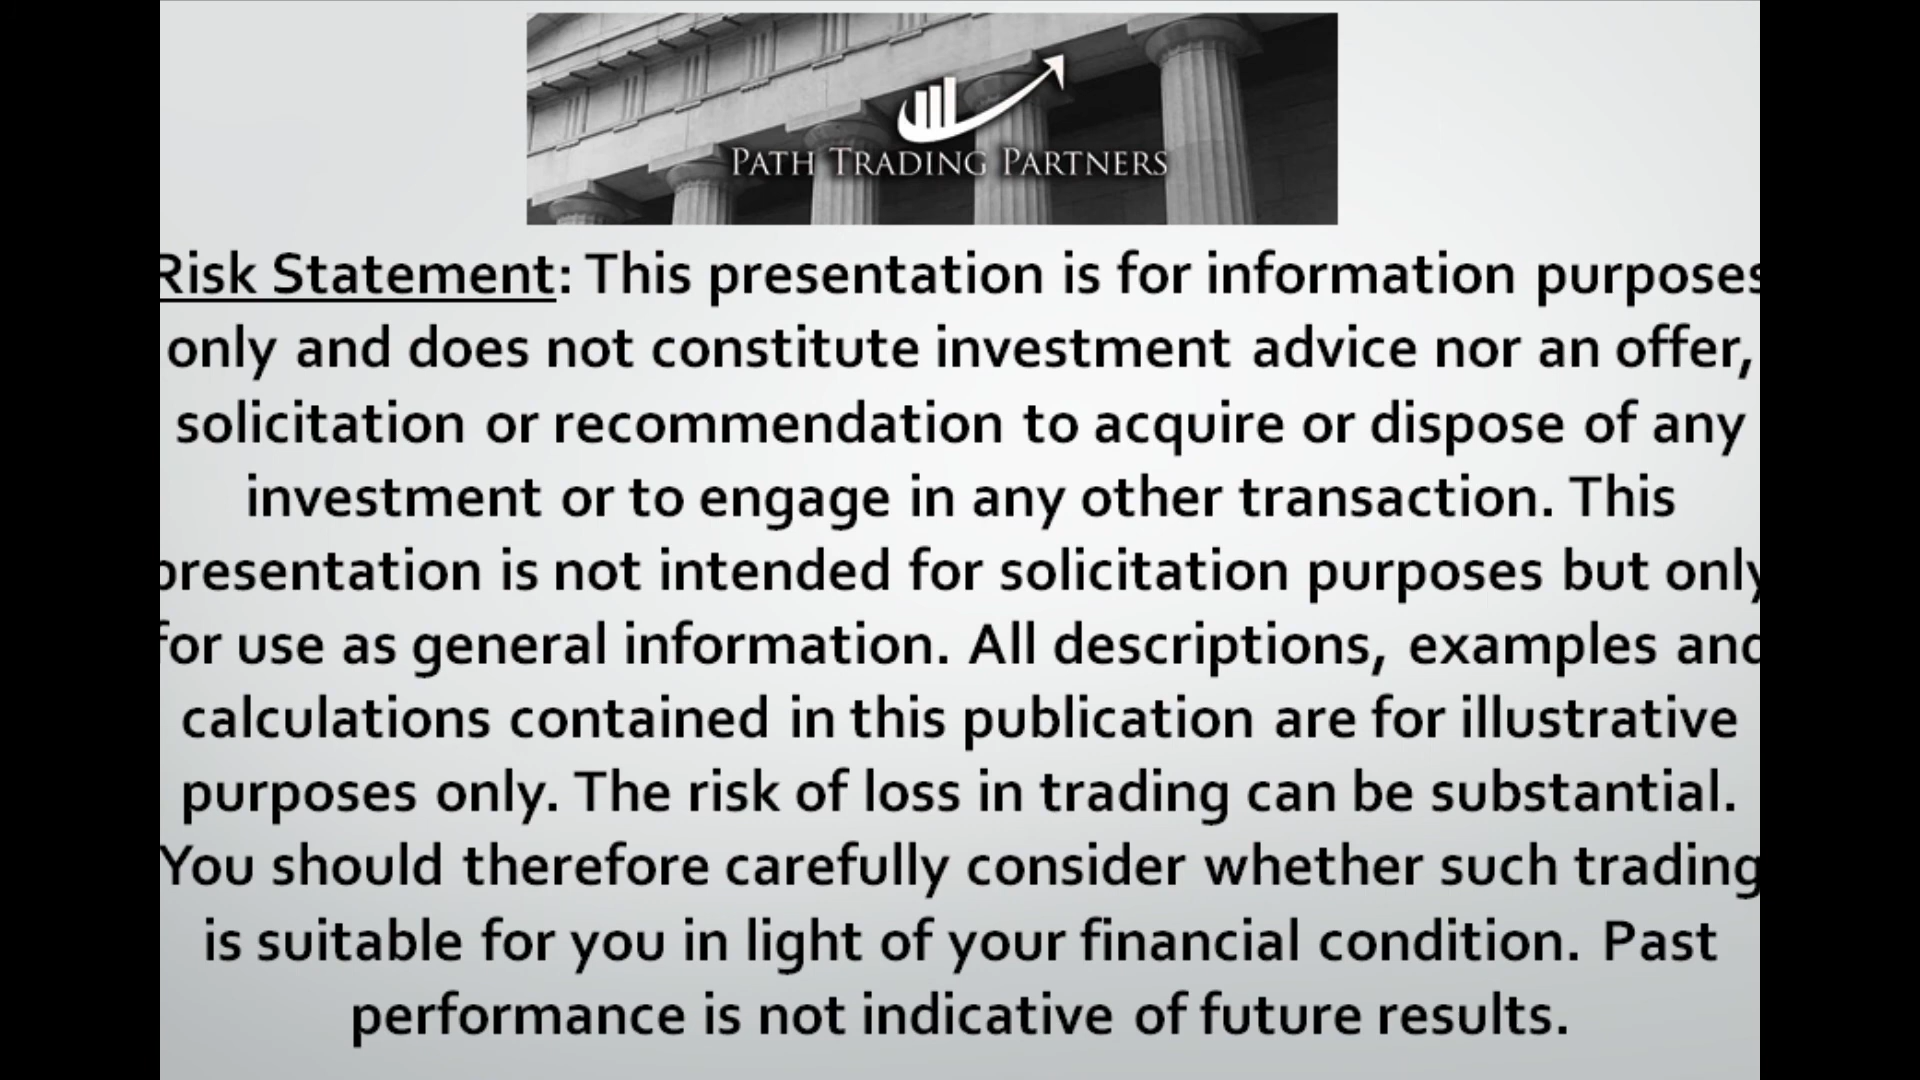 PATH TRADING PARTNERS
Risk Statement: This presentation is for information purposes
only and does not constitute investment advice nor an offer,
solicitation or recommendation to acquire or dispose of any
investment or to engage in any other transaction. This
presentation is not intended for solicitation purposes but only
for use as general information. All descriptions, examples and
calculations contained in this publication are for illustrative
purposes only. The risk of loss in trading can be substantial.
You should therefore carefully consider whether such trading
is suitable for you in light of your financial condition. Past
performance is not indicative of future results.